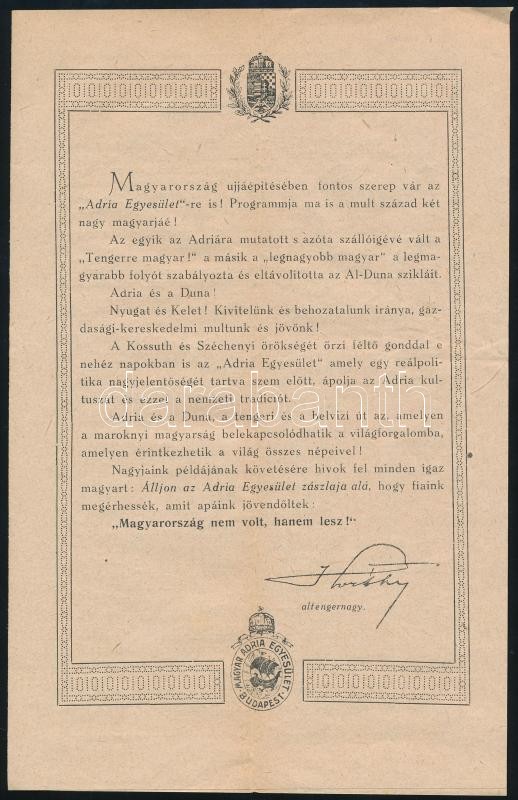 Magyarország ujjáépitésében fontos szerep vár az
„Adria Egyesület“-re is! Programmja ma is a mult század két
nagy magyarjáé!
Az egyik az Adriára mutatott s azóta szállóigévé vált a
„Tengerre magyar!“ a másik a „legnagyobb magyar“ a legma-
gyarabb folyót szabályozta és eltávolitotta az Al-Duna szikláit.
Adria és a Duna!
Nyugat és Kelet! Kivitelünk és behozatalunk iránya, gaz-
dasági-kereskedelmi multunk és jövőnk!
A Kossuth és Széchenyi örökségét őrzi féltő gonddal e
nehéz napokban is az „Adria Egyesület“ amely egy reálpoli-
tika nagyjelentőségét tartva szem előtt, ápolja az Adria kul-
tuszát és ezzel a nemzeti tradiciót.
Adria és a Duna, a tengeri és a belvizi út az, amelyen
a maroknyi magyarság belekapcsolódhatik a világforgalomba,
amelyen érintkezhetik a világ összes népeivel!
Nagyjaink példájának követésére hivok fel minden igaz
magyart: Álljon az Adria Egyesület zászlaja alá, hogy fiaink
megérhessék, amit apáink jövendöltek:
„Magyarország nem volt, hanem lesz!“
Horthy
altengernagy.
MAGYAR ADRIA EGYESÜLET
BUDAPEST
darabanth